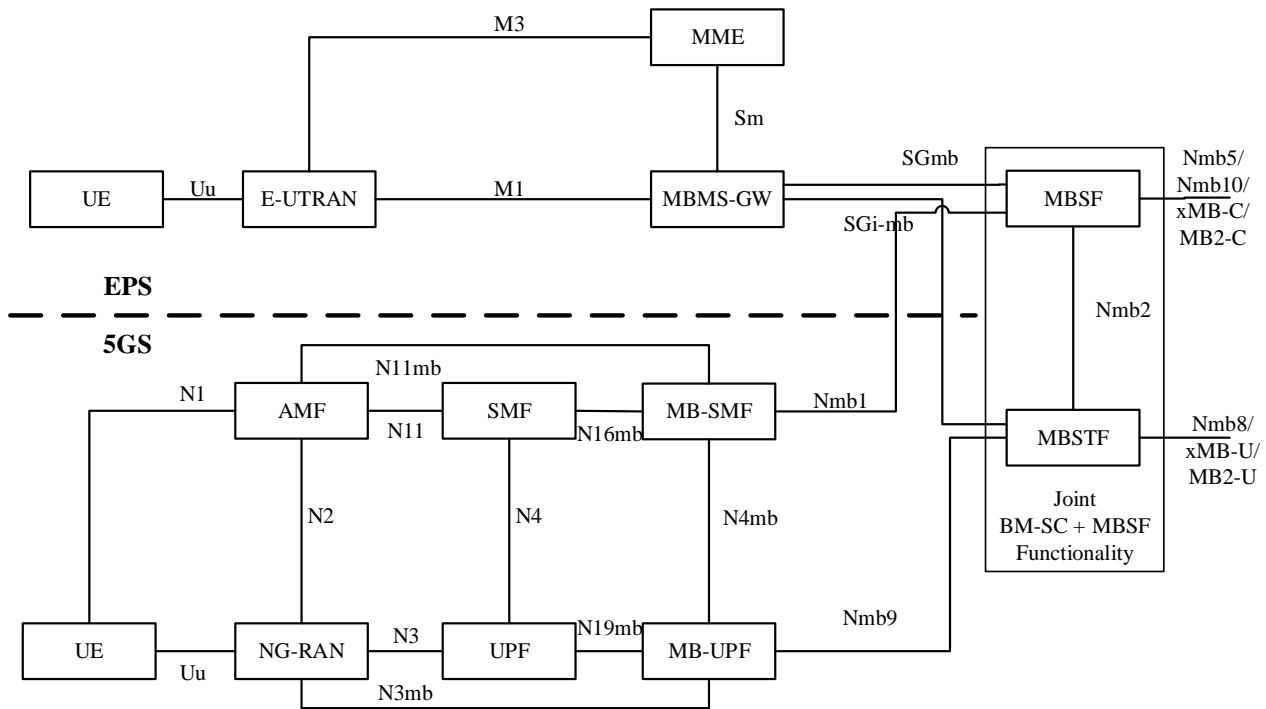 M3
MME
Sm
SGmb
Nmb5/
Nmb10/
xMB-C/
MB2-C
UE
Uu
E-UTRAN
M1
MBMS-GW
MBSF
SGi-mb
EPS
Nmb2
5GS
N11mb
N1
AMF
SMF
MB-SMF
Nmb1
N11
N16mb
MBSTF
Nmb8/
xMB-U/
MB2-U
Joint
BM-SC + MBSF
Functionality
N2
N4
N4mb
Nmb9
UE
Uu
NG-RAN
N3
UPF
N19mb
MB-UPF
N3mb